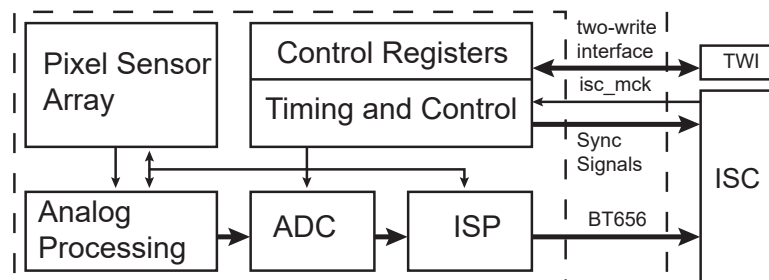 Pixel Sensor
Array
Control Registers
Timing and Control
two-write
interface
TWI
isc_mck
Sync
Signals
ISC
Analog
Processing
ADC
ISP
BT656